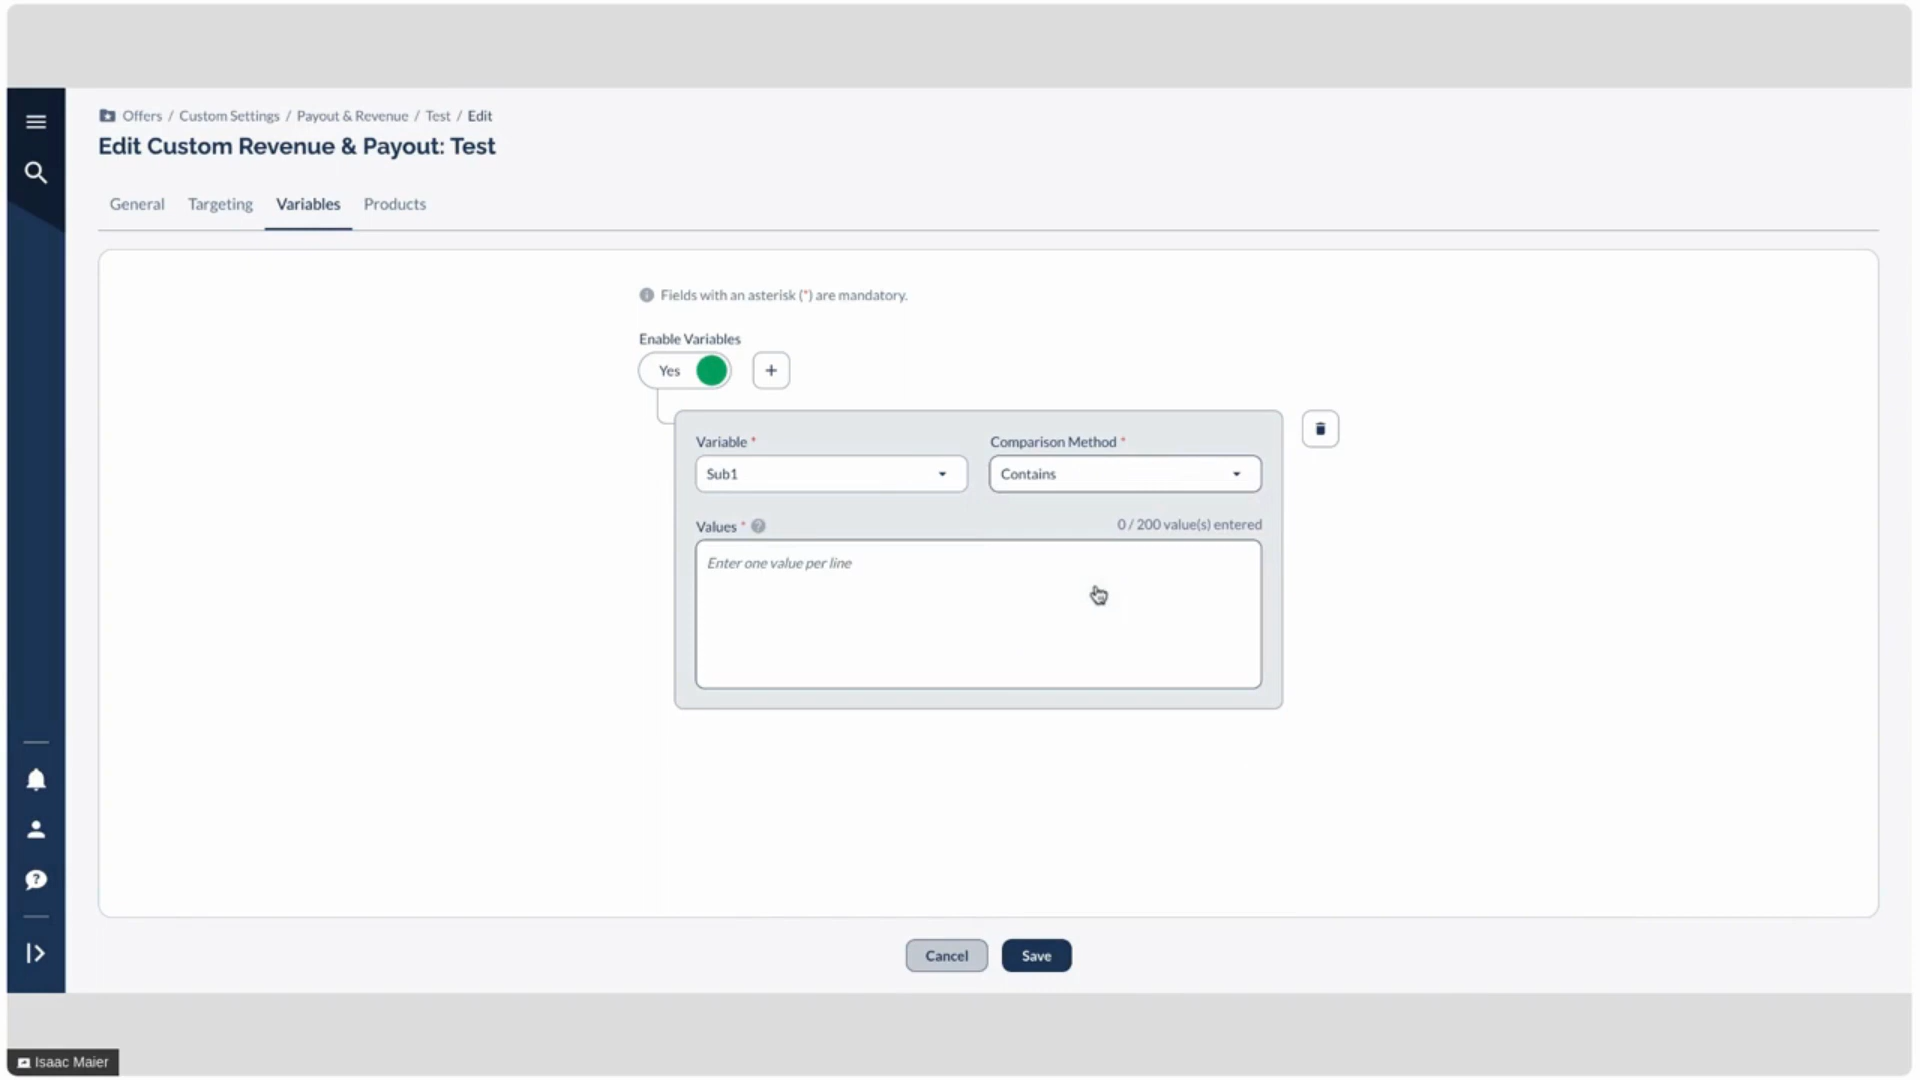 Offers / Custom Settings / Payout & Revenue / Test / Edit
Edit Custom Revenue & Payout: Test
General Targeting Variables Products
Fields with an asterisk (*) are mandatory.
Enable Variables
Yes +
Variable * Comparison Method *
Sub1 Contains
Values * ? 0 / 200 value(s) entered
Enter one value per line
Cancel Save
Isaac Maier